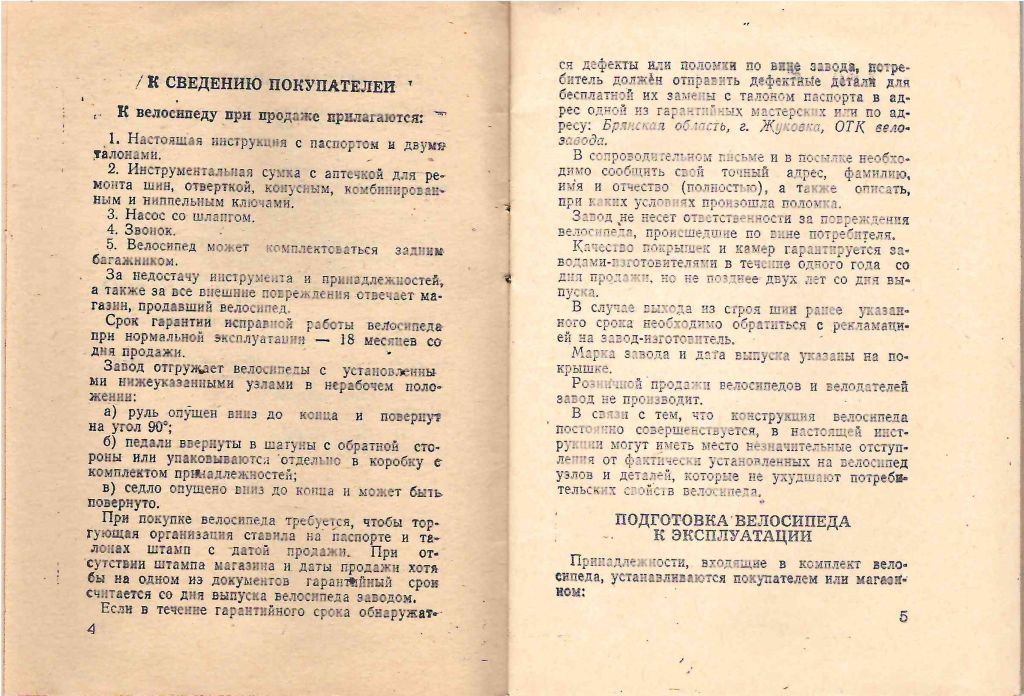 К СВЕДЕНИЮ ПОКУПАТЕЛЕЙ
К велосипеду при продаже прилагаются:
1. Настоящая инструкция с паспортом и двумя
талонами.
2. Инструментальная сумка с аптечкой для ре-
монта шин, отверткой, конусным, комбинирован-
ным и ниппельным ключами.
3. Насос со шлангом.
4. Звонок.
5. Велосипед может комплектоваться задним
багажником.
За недостачу инструмента и принадлежностей,
а также за все внешние повреждения отвечает ма-
газин, продавший велосипед.
Срок гарантии исправной работы велосипеда
при нормальной эксплуатации — 18 месяцев со
дня продажи.
Завод отгружает велосипеды с установленны-
ми нижеуказанными узлами в нерабочем поло-
жении:
а) руль опущен вниз до конца и повернут
на угол 90°;
б) педали ввернуты в шатуны с обратной сто-
роны или упаковываются отдельно в коробку с
комплектом принадлежностей;
в) седло опущено вниз до конца и может быть
повернуто.
При покупке велосипеда требуется, чтобы тор-
гующая организация ставила на паспорте и та-
лонах штамп с датой продажи. При от-
сутствии штампа магазина и даты продажи хотя
бы на одном из документов гарантийный срок
считается со дня выпуска велосипеда заводом.
Если в течение гарантийного срока обнаружат-
4
ся дефекты или поломки по вине завода, потре-
битель должен отправить дефектные детали для
бесплатной их замены с талоном паспорта в ад-
рес одной из гарантийных мастерских или по ад-
ресу: Брянская область, г. Жуковка, ОТК вело-
завода.
В сопроводительном письме и в посылке необхо-
димо сообщить свой точный адрес, фамилию,
имя и отчество (полностью), а также описать,
при каких условиях произошла поломка.
Завод не несет ответственности за повреждения
велосипеда, происшедшие по вине потребителя.
Качество покрышек и камер гарантируется за-
водами-изготовителями в течение одного года со
дня продажи, но не позднее двух лет со дня вы-
пуска.
В случае выхода из строя шин ранее указан-
ного срока необходимо обратиться с рекламаци-
ей на завод-изготовитель.
Марка завода и дата выпуска указаны на по-
крышке.
Розничной продажи велосипедов и велодателей
завод не производит.
В связи с тем, что конструкция велосипеда
постоянно совершенствуется, в настоящей инст-
рукции могут иметь место незначительные отступ-
ления от фактически установленных на велосипед
узлов и деталей, которые не ухудшают потреби-
тельских свойств велосипеда.
ПОДГОТОВКА ВЕЛОСИПЕДА
К ЭКСПЛУАТАЦИИ
Принадлежности, входящие в комплект вело-
сипеда, устанавливаются покупателем или магази-
ном:
5